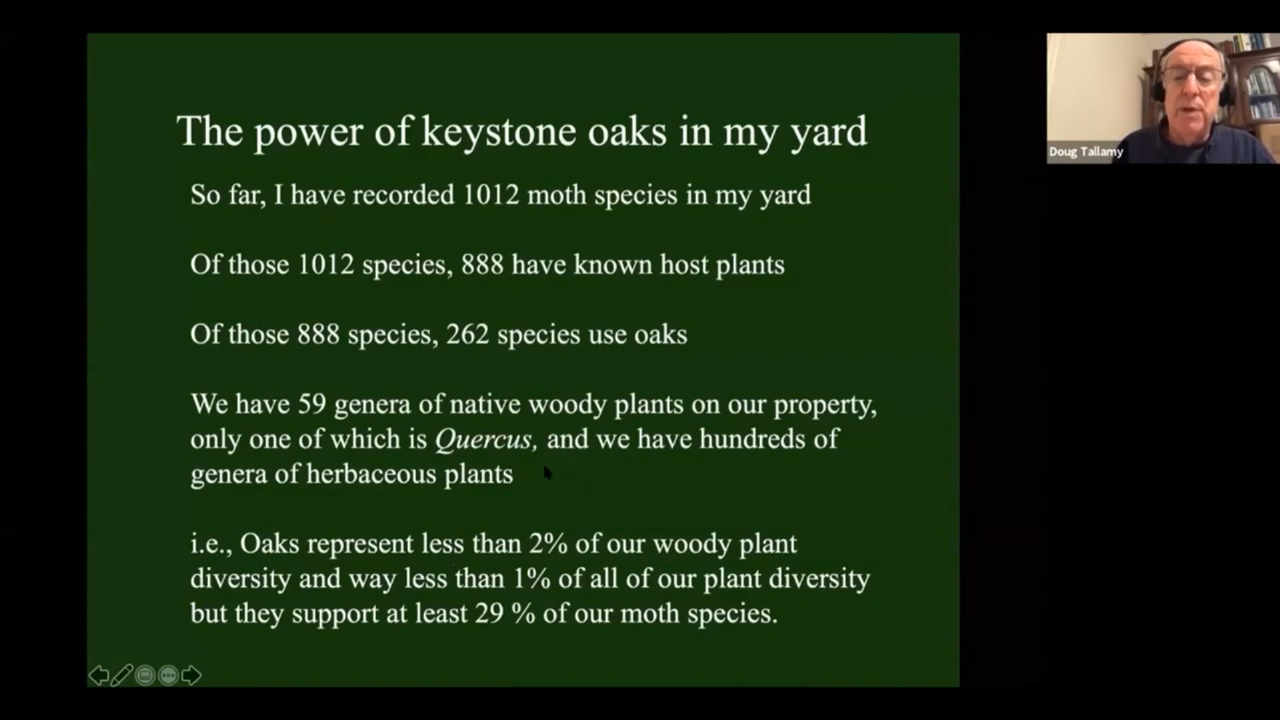 The power of keystone oaks in my yard
So far, I have recorded 1012 moth species in my yard
Of those 1012 species, 888 have known host plants
Of those 888 species, 262 species use oaks
We have 59 genera of native woody plants on our property,
only one of which is Quercus, and we have hundreds of
genera of herbaceous plants
i.e., Oaks represent less than 2% of our woody plant
diversity and way less than 1% of all of our plant diversity
but they support at least 29 % of our moth species.
Doug Tallamy